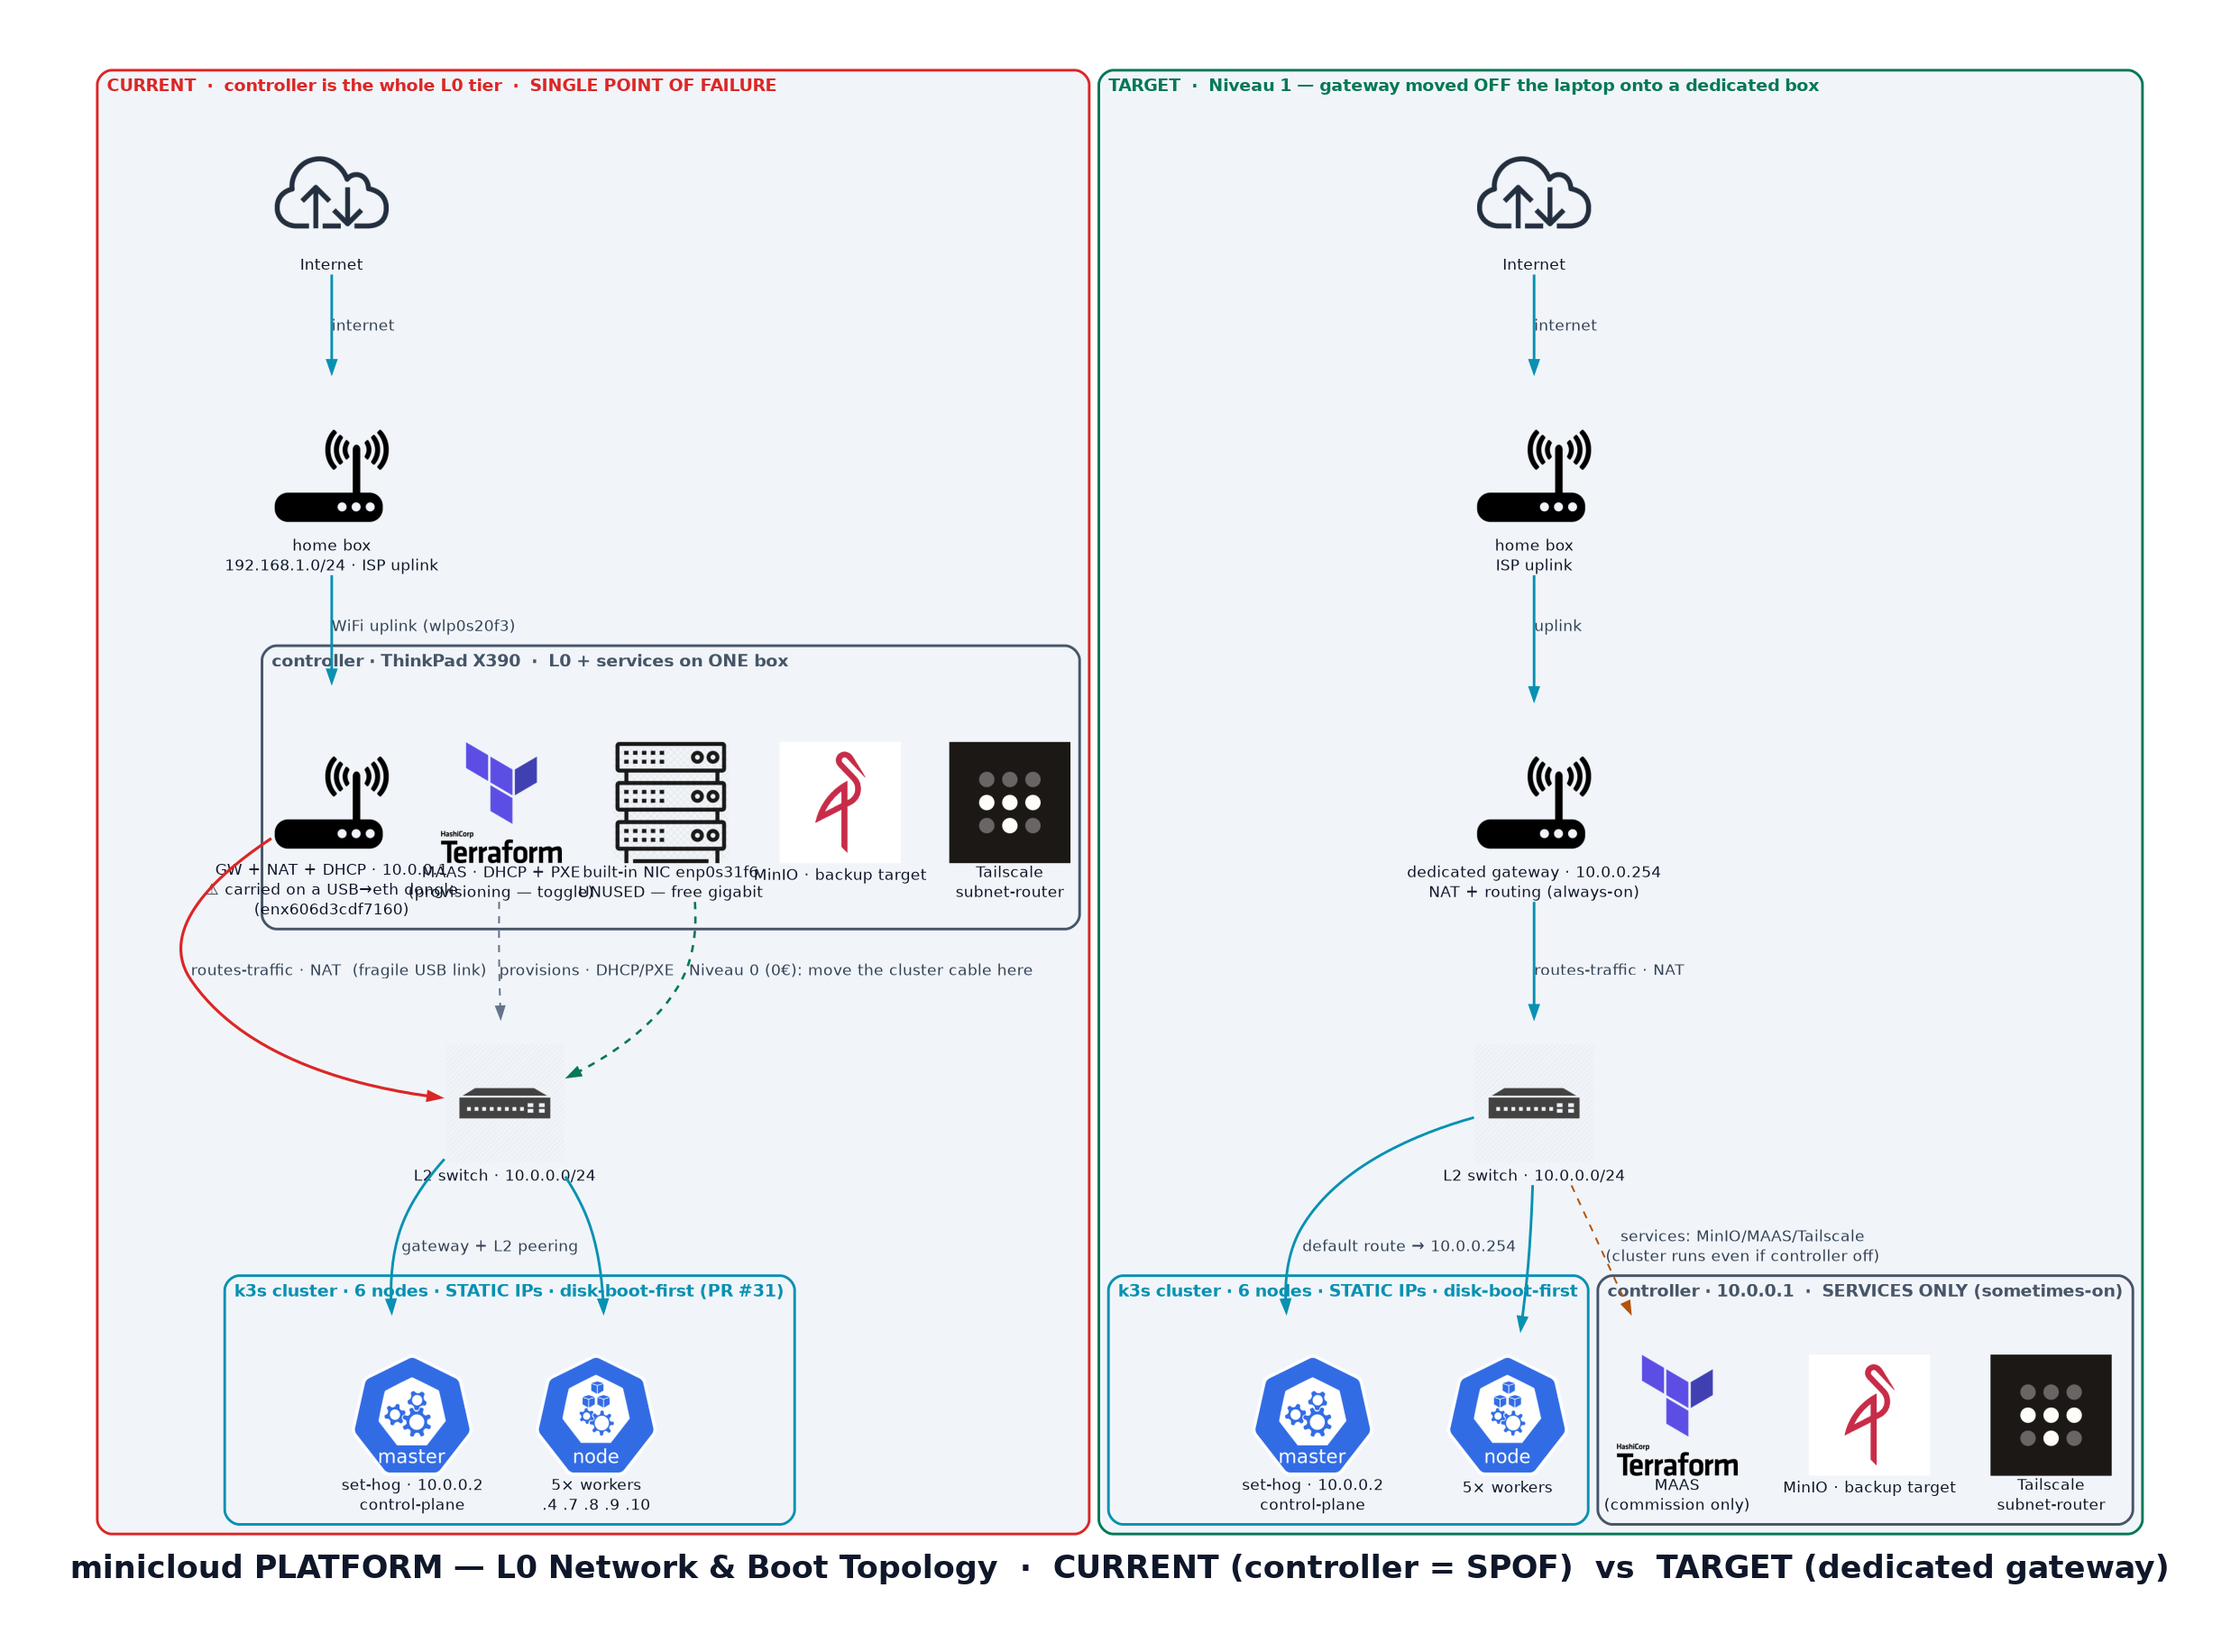 CURRENT · controller is the whole L0 tier · SINGLE POINT OF FAILURE
Internet
internet
home box
192.168.1.0/24 · ISP uplink
WiFi uplink (wlp0s20f3)
controller · ThinkPad X390 · L0 + services on ONE box
HashiCorp
Terraform
GW + NAT + DHCP · 10.0.0.1
⚠ carried on a USB→eth dongle
(enx606d3cdf7160)
MAAS · DHCP + PXE
(provisioning — toggle)
built-in NIC enp0s31f6
UNUSED — free gigabit
MinIO · backup target
Tailscale
subnet-router
routes-traffic · NAT (fragile USB link)
provisions · DHCP/PXE
Niveau 0 (0€): move the cluster cable here
L2 switch · 10.0.0.0/24
gateway + L2 peering
k3s cluster · 6 nodes · STATIC IPs · disk-boot-first (PR #31)
master
node
set-hog · 10.0.0.2
control-plane
5× workers
.4 .7 .8 .9 .10
TARGET · Niveau 1 — gateway moved OFF the laptop onto a dedicated box
Internet
internet
home box
ISP uplink
uplink
dedicated gateway · 10.0.0.254
NAT + routing (always-on)
routes-traffic · NAT
L2 switch · 10.0.0.0/24
default route → 10.0.0.254
services: MinIO/MAAS/Tailscale
(cluster runs even if controller off)
k3s cluster · 6 nodes · STATIC IPs · disk-boot-first
master
node
set-hog · 10.0.0.2
control-plane
5× workers
controller · 10.0.0.1 · SERVICES ONLY (sometimes-on)
HashiCorp
Terraform
MAAS
(commission only)
MinIO · backup target
Tailscale
subnet-router
minicloud PLATFORM — L0 Network & Boot Topology · CURRENT (controller = SPOF) vs TARGET (dedicated gateway)